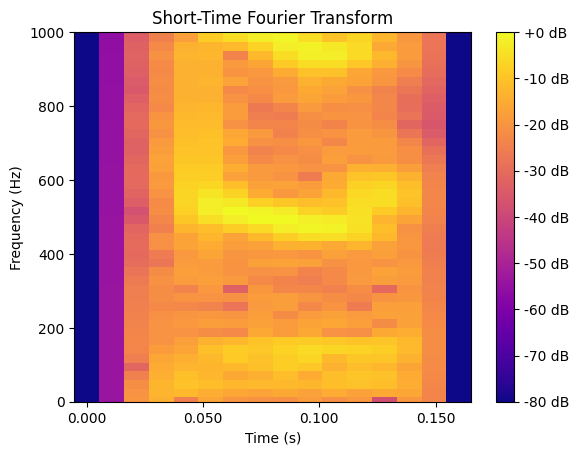 Short-Time Fourier Transform
1000
800
600
400
200
0
Frequency (Hz)
0.000
0.050
0.100
0.150
Time (s)
+0 dB
-10 dB
-20 dB
-30 dB
-40 dB
-50 dB
-60 dB
-70 dB
-80 dB